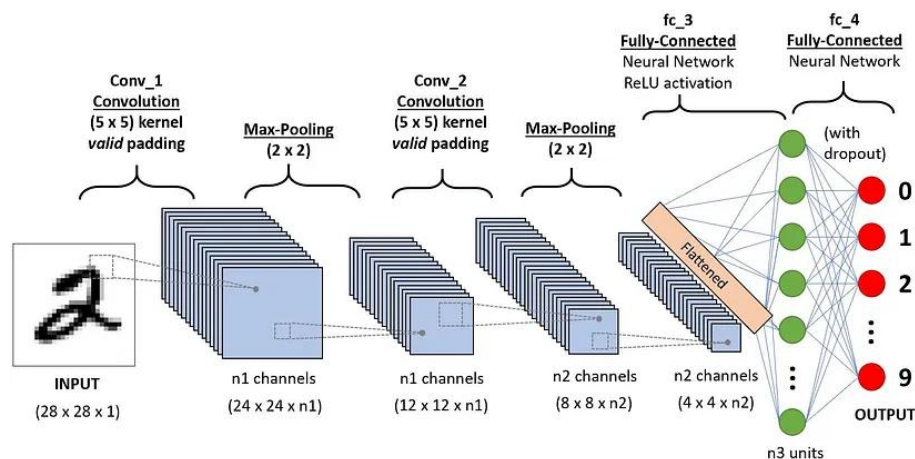 fc_3
Fully-Connected
Neural Network
ReLU activation
fc_4
Fully-Connected
Neural Network
Conv_1
Convolution
(5 x 5) kernel
valid padding
Max-Pooling
(2 x 2)
Conv_2
Convolution
(5 x 5) kernel
valid padding
Max-Pooling
(2 x 2)
(with
dropout)
2
Flattened
0
1
2
⋮
⋮
9
INPUT
(28 x 28 x 1)
n1 channels
(24 x 24 x n1)
n1 channels
(12 x 12 x n1)
n2 channels
(8 x 8 x n2)
n2 channels
(4 x 4 x n2)
OUTPUT
n3 units